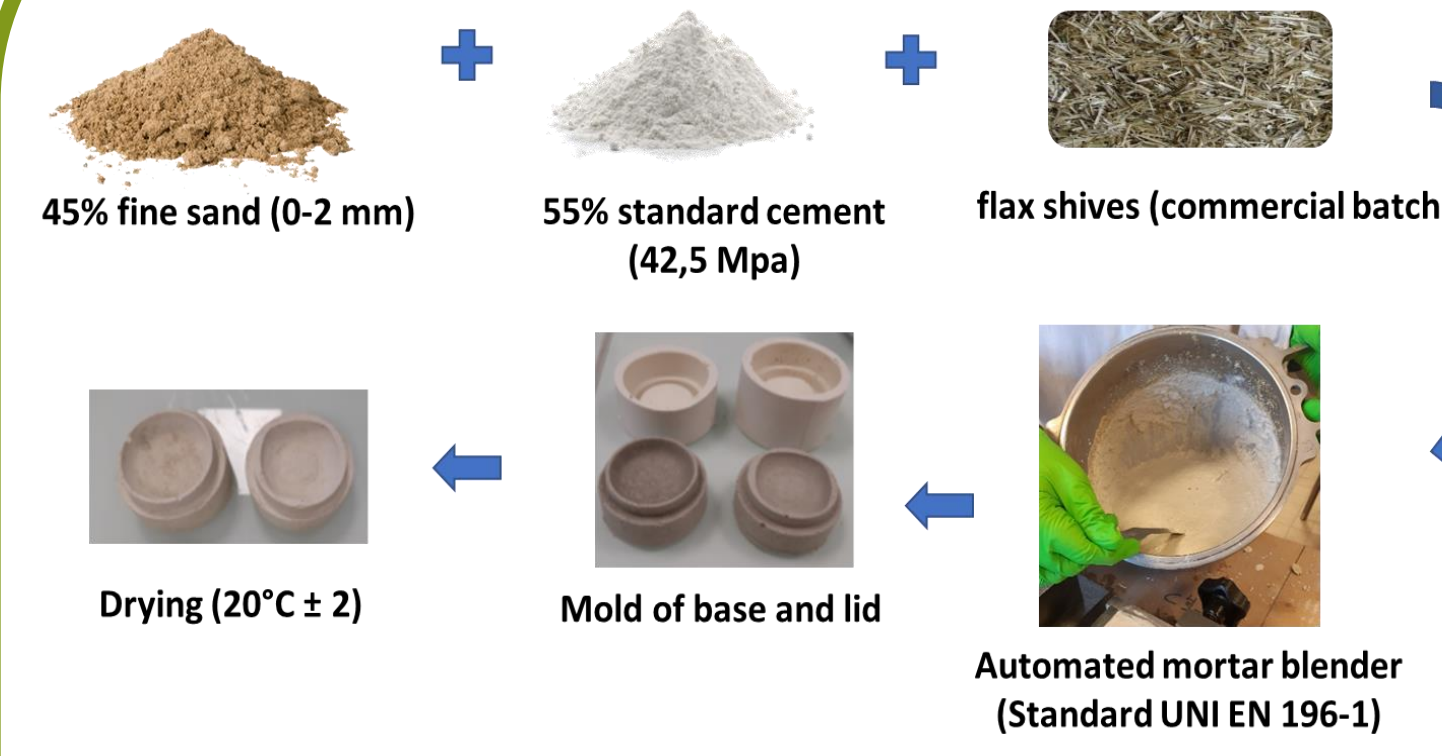 45% fine sand (0-2 mm)
55% standard cement
(42,5 Mpa)
flax shives (commercial batch
Drying (20°C ± 2)
Mold of base and lid
Automated mortar blender
(Standard UNI EN 196-1)